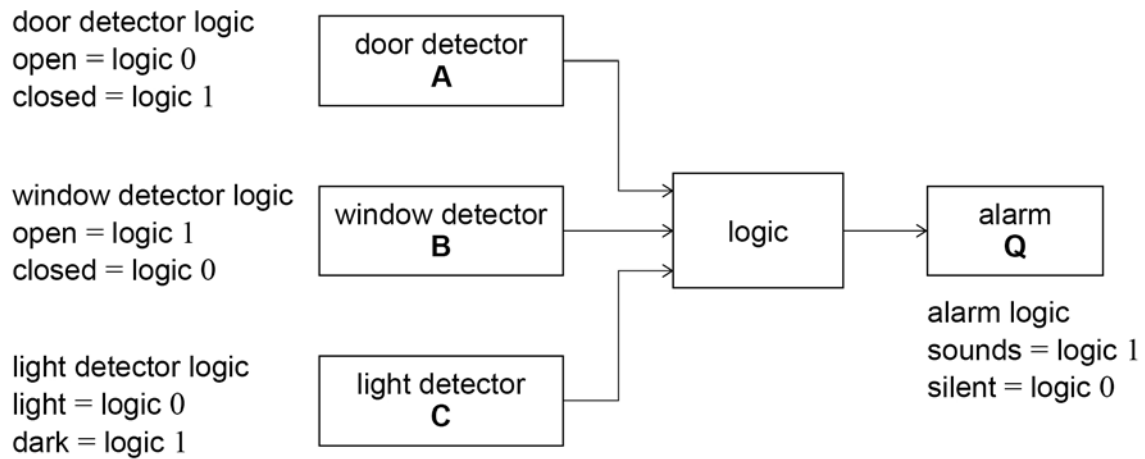 door detector logic
open = logic 0
closed = logic 1
door detector
A
window detector logic
open = logic 1
closed = logic 0
window detector
B
logic
alarm
Q
alarm logic
sounds = logic 1
silent = logic 0
light detector logic
light = logic 0
dark = logic 1
light detector
C